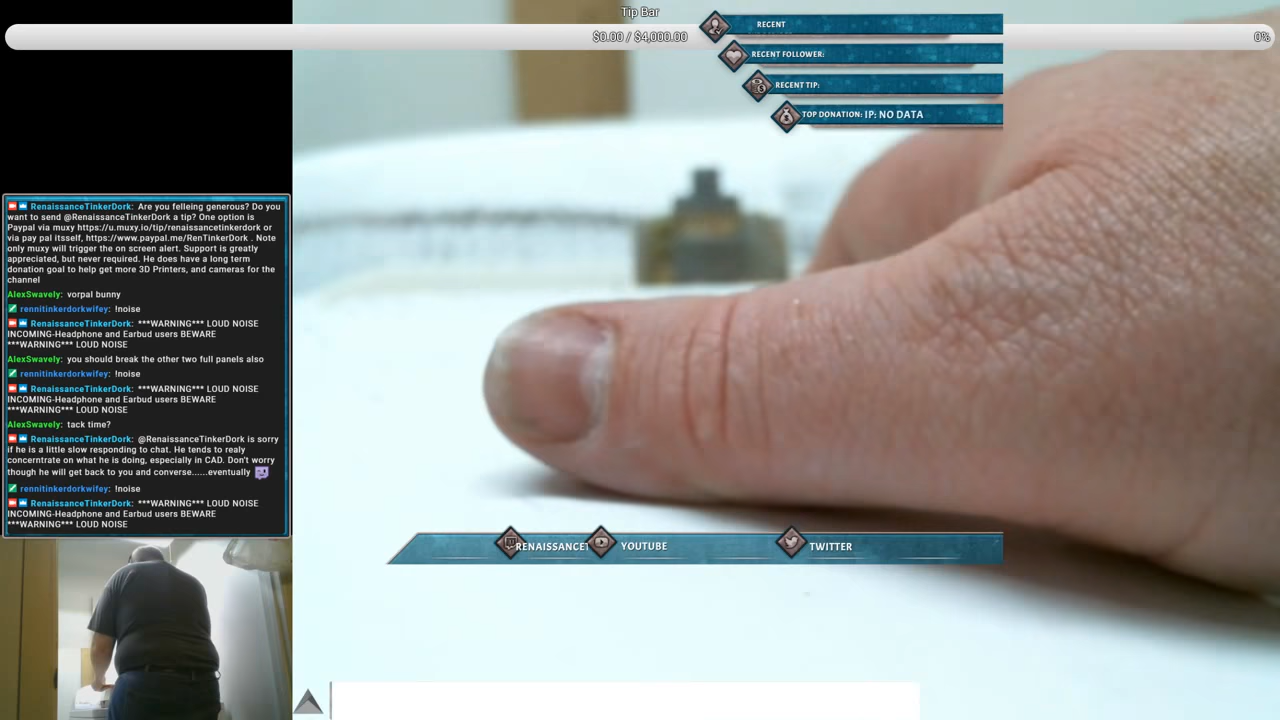 Tip Bar
$0.00 / $4,000.00
0%
RECENT
RECENT FOLLOWER:
RECENT TIP:
TOP DONATION: IP: NO DATA
RenaissanceTinkerDork: Are you felleing generous? Do you
want to send @RenaissanceTinkerDork a tip? One option is
Paypal via muxy https://u.muxy.io/tip/renaissancetinkerdork or
via pay pal itsself, https://www.paypal.me/RenTinkerDork . Note
only muxy will trigger the on screen alert. Support is greatly
appreciated, but never required. He does have a long term
donation goal to help get more 3D Printers, and cameras for the
channel
AlexSwavely: vorpal bunny
rennitinkerdorkwifey: !noise
RenaissanceTinkerDork: ***WARNING*** LOUD NOISE
INCOMING-Headphone and Earbud users BEWARE
***WARNING*** LOUD NOISE
AlexSwavely: you should break the other two full panels also
rennitinkerdorkwifey: !noise
RenaissanceTinkerDork: ***WARNING*** LOUD NOISE
INCOMING-Headphone and Earbud users BEWARE
***WARNING*** LOUD NOISE
AlexSwavely: tack time?
RenaissanceTinkerDork: @RenaissanceTinkerDork is sorry
if he is a little slow responding to chat. He tends to realy
concerntrate on what he is doing, especially in CAD. Don't worry
though he will get back to you and converse......eventually
rennitinkerdorkwifey: !noise
RenaissanceTinkerDork: ***WARNING*** LOUD NOISE
INCOMING-Headphone and Earbud users BEWARE
***WARNING*** LOUD NOISE
RENAISSANCET
YOUTUBE
TWITTER